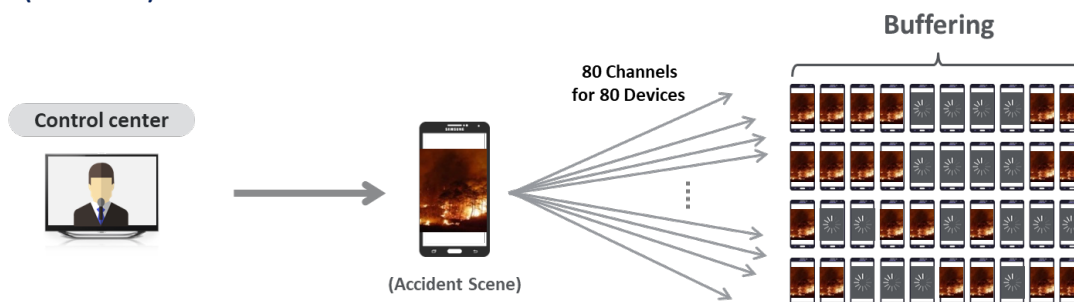 Buffering
80 Channels
for 80 Devices
Control center
SAMSUNG
(Accident Scene)